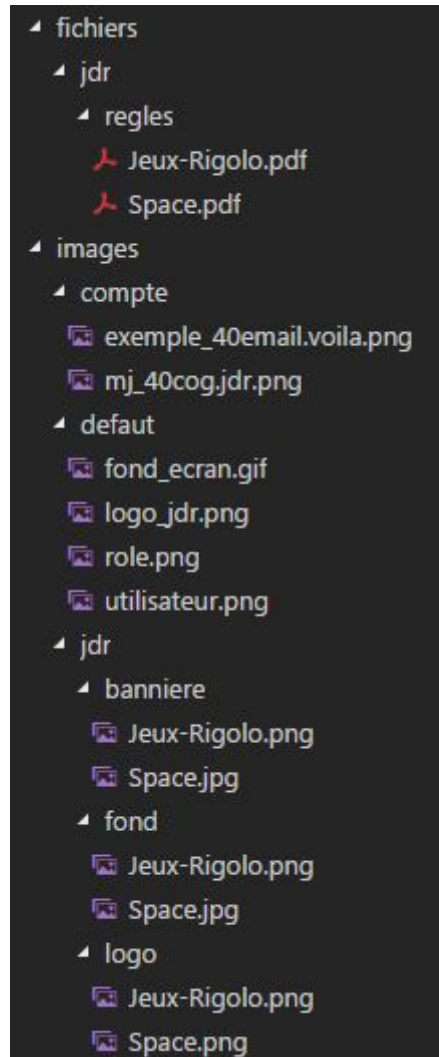 fichiers
jdr
regles
Jeux-Rigolo.pdf
Space.pdf
images
compte
exemple_40email.voila.png
mj_40cog.jdr.png
defaut
fond_ecran.gif
logo_jdr.png
role.png
utilisateur.png
jdr
banniere
Jeux-Rigolo.png
Space.jpg
fond
Jeux-Rigolo.png
Space.jpg
logo
Jeux-Rigolo.png
Space.png